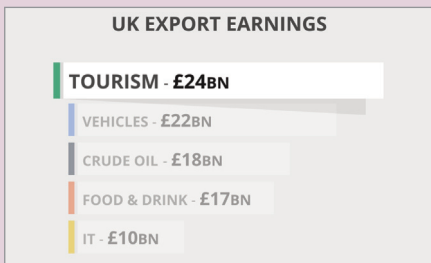 UK EXPORT EARNINGS
TOURISM - £24BN
VEHICLES - £22BN
CRUDE OIL - £18BN
FOOD & DRINK - £17BN
IT - £10BN